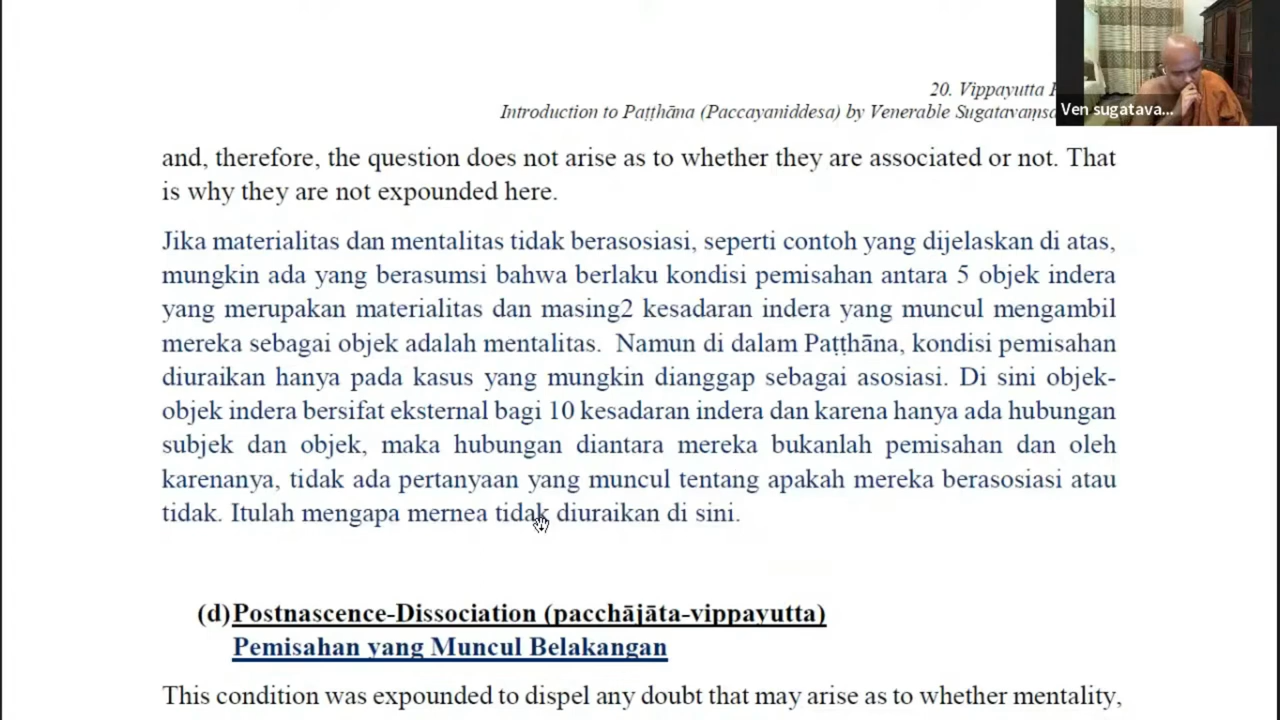 20. Vippayutta
Introduction to Paṭṭhāna (Paccayaniddesa) by Venerable Sugatavaṃsa
Ven sugatava...
and, therefore, the question does not arise as to whether they are associated or not. That
is why they are not expounded here.
Jika materialitas dan mentalitas tidak berasosiasi, seperti contoh yang dijelaskan di atas,
mungkin ada yang berasumsi bahwa berlaku kondisi pemisahan antara 5 objek indera
yang merupakan materialitas dan masing2 kesadaran indera yang muncul mengambil
mereka sebagai objek adalah mentalitas. Namun di dalam Paṭṭhāna, kondisi pemisahan
diuraikan hanya pada kasus yang mungkin dianggap sebagai asosiasi. Di sini objek-
objek indera bersifat eksternal bagi 10 kesadaran indera dan karena hanya ada hubungan
subjek dan objek, maka hubungan diantara mereka bukanlah pemisahan dan oleh
karenanya, tidak ada pertanyaan yang muncul tentang apakah mereka berasosiasi atau
tidak. Itulah mengapa mernea tidak diuraikan di sini.
(d) Postnascence-Dissociation (pacchājāta-vippayutta)
Pemisahan yang Muncul Belakangan
This condition was expounded to dispel any doubt that may arise as to whether mentality,